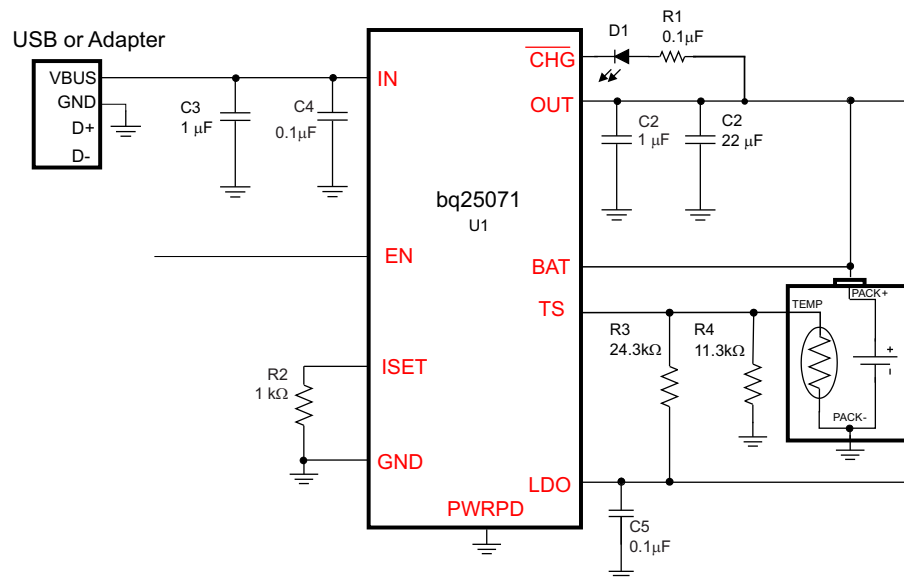 USB or Adapter
VBUS
GND
D+
D-
C3
1 μF
C4
0.1μF
IN
EN
ISET
GND
R2
1 kΩ
bq25071
U1
PWRPD
CHG
OUT
BAT
TS
LDO
D1
R1
0.1μF
C2
1 μF
C2
22 μF
R3
24.3kΩ
R4
11.3kΩ
TEMP
PACK+
+
-
PACK-
C5
0.1μF